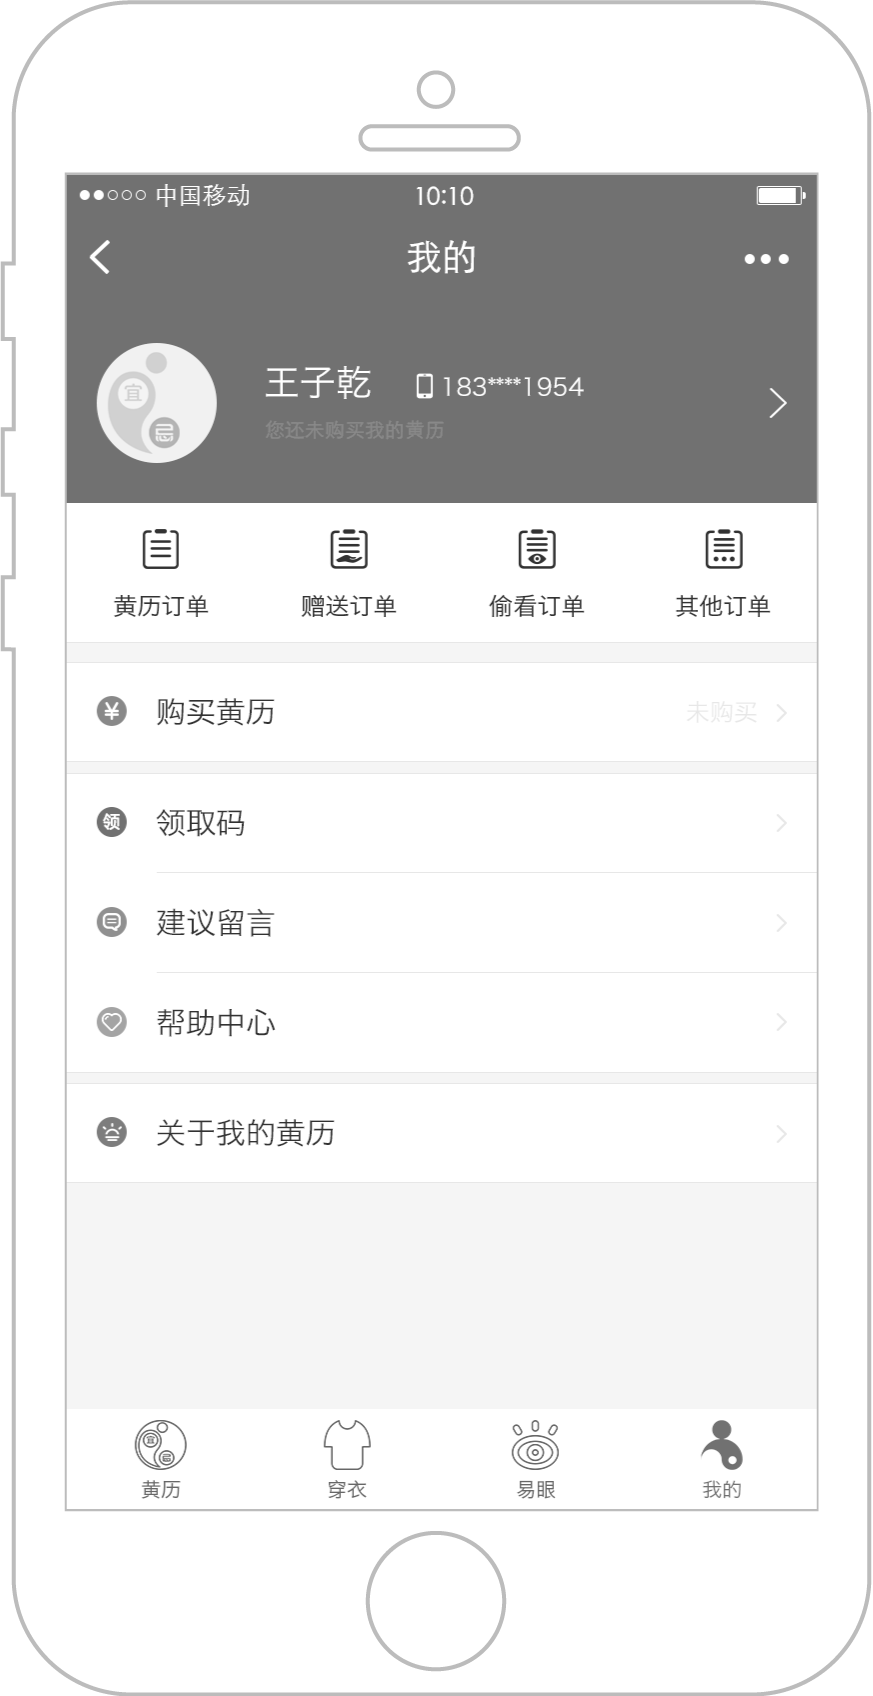 中国移动 10:10
我的
宜
忌
王子乾 183****1954
您还未购买我的黄历
黄历订单 赠送订单 偷看订单 其他订单
¥ 购买黄历 未购买
领 领取码
建议留言
帮助中心
关于我的黄历
宜
忌
黄历 穿衣 易眼 我的